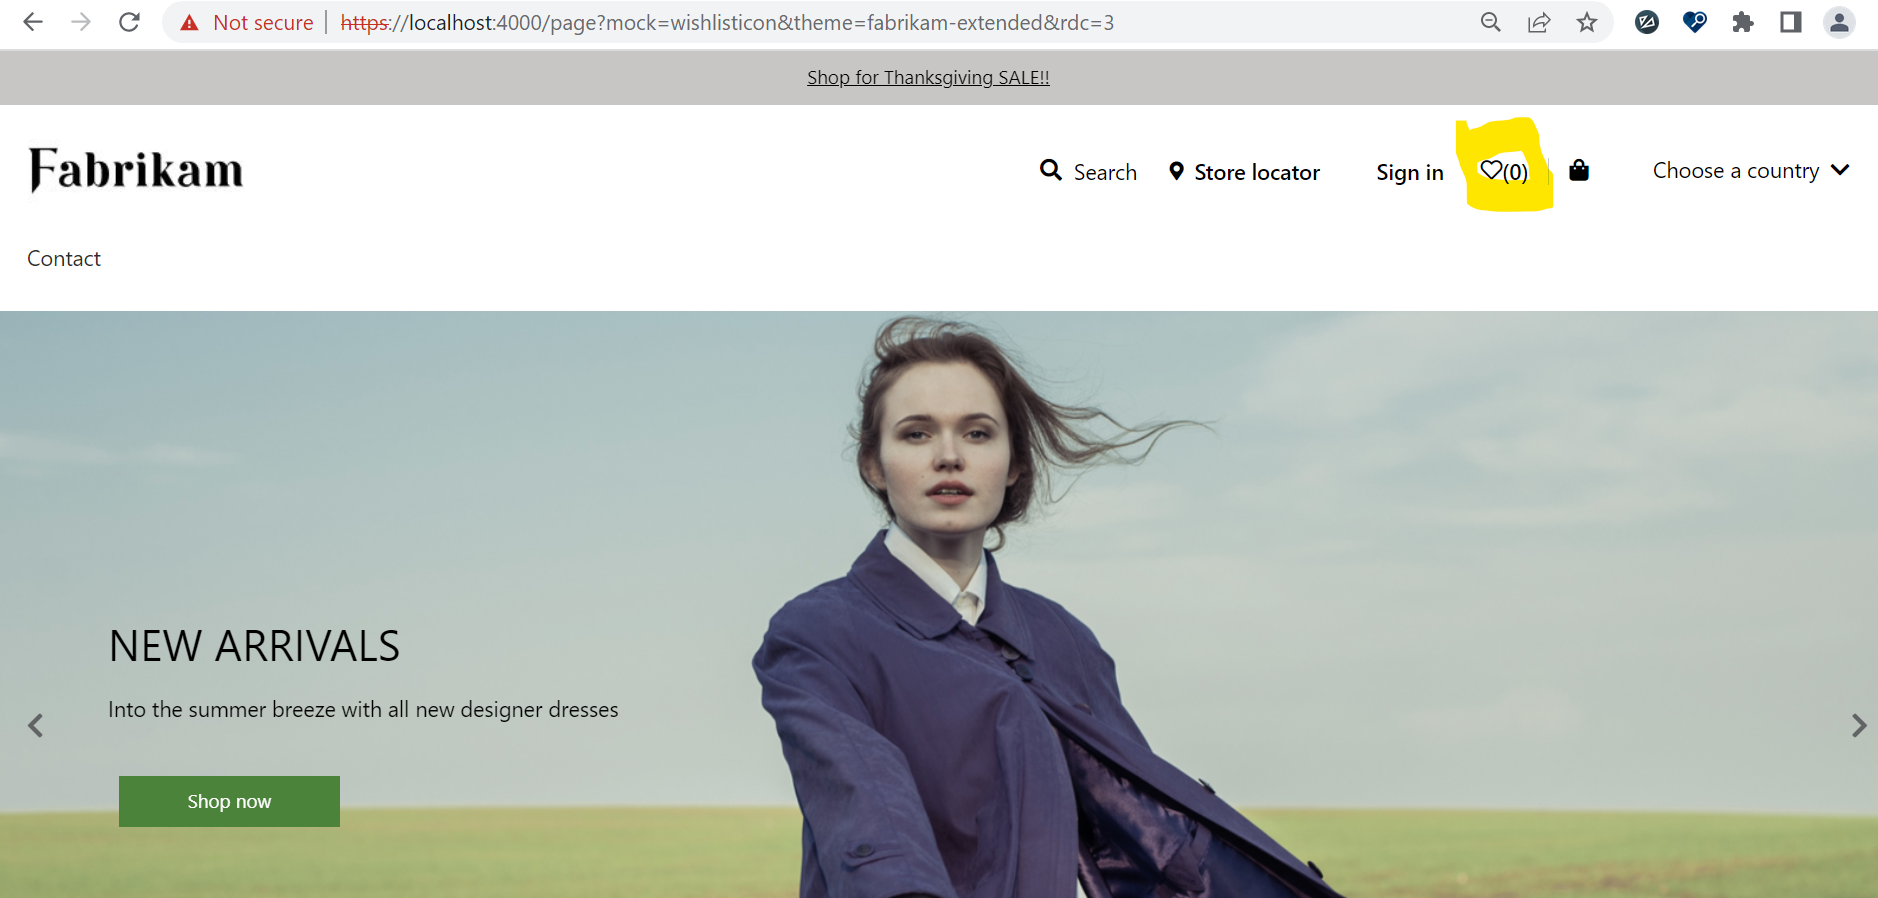 Not secure | https://localhost:4000/page?mock=wishlisticon&theme=fabrikam-extended&rdc=3
Shop for Thanksgiving SALE!!
Fabrikam
Search Store locator Sign in (0) Choose a country
Contact
NEW ARRIVALS
Into the summer breeze with all new designer dresses
Shop now